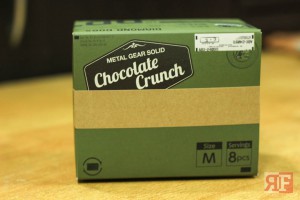 METAL GEAR SOLID
Chocolate
Crunch
Size
M
Servings
8pcs
RF